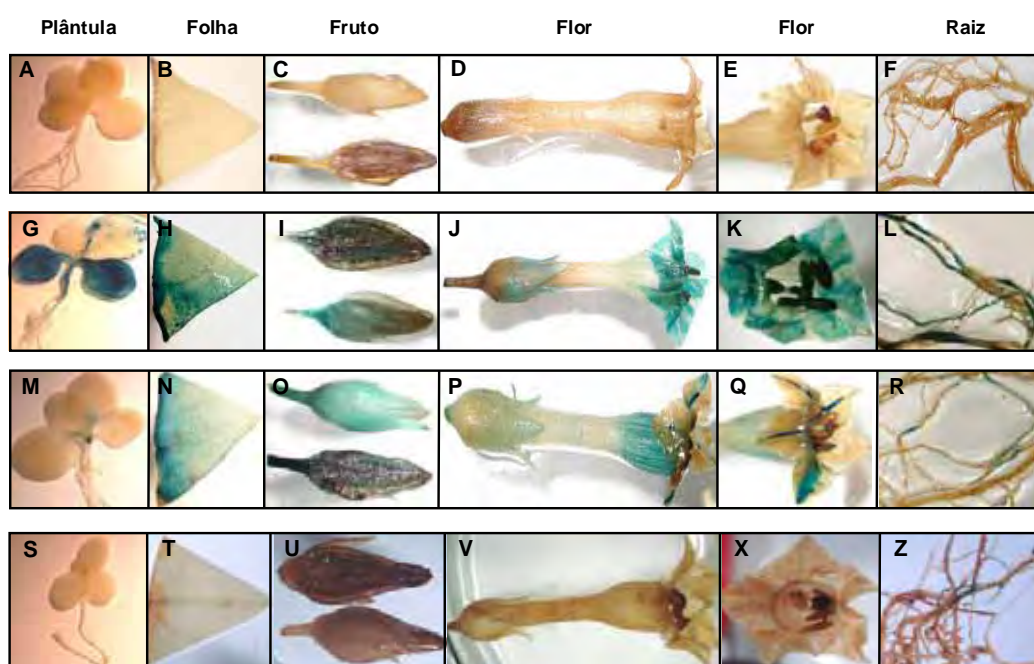 Plântula Folha Fruto Flor Flor Raiz
A B C D E F
G H I J K L
M N O P Q R
S T U V X Z